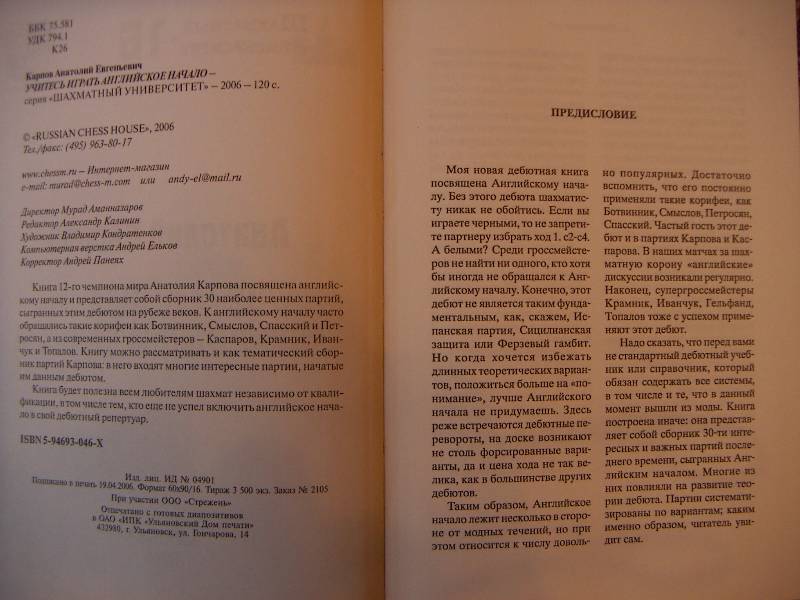 ББК 75.581
УДК 794.1
К26
Карпов Анатолий Евгеньевич
УЧИТЕСЬ ИГРАТЬ АНГЛИЙСКОЕ НАЧАЛО –
серия «ШАХМАТНЫЙ УНИВЕРСИТЕТ» – 2006 – 120 с.
© «RUSSIAN CHESS HOUSE», 2006
Тел./факс: (495) 963-80-17
www.chessm.ru – Интернет-магазин
e-mail: murad@chess-m.com или andy-el@mail.ru
Директор Мурад Аманназаров
Редактор Александр Калинин
Художник Владимир Кондратенков
Компьютерная верстка Андрей Ельков
Корректор Андрей Панеях
Книга 12-го чемпиона мира Анатолия Карпова посвящена английс-
кому началу и представляет собой сборник 30 наиболее ценных партий,
сыгранных этим дебютом на рубеже веков. К английскому началу часто
обращались такие корифеи как Ботвинник, Смыслов, Спасский и Пет-
росян, а из современных гроссмейстеров – Каспаров, Крамник, Иван-
чук и Топалов. Книгу можно рассматривать и как тематический сбор-
ник партий Карпова: в него входят многие интересные партии, начатые
им данным дебютом.
Книга будет полезна всем любителям шахмат независимо от квали-
фикации, в том числе тем, кто еще не успел включить английское нача-
ло в свой дебютный репертуар.
ISBN 5-94693-046-X
Изд. лиц. ИД № 04901
Подписано в печать 19.04.2006. Формат 60х90/16. Тираж 3 500 экз. Заказ № 2105
При участии ООО «Стрежень»
Отпечатано с готовых диапозитивов
в ОАО «ИПК «Ульяновский Дом печати»
432980, г. Ульяновск, ул. Гончарова, 14
ПРЕДИСЛОВИЕ
Моя новая дебютная книга
посвящена Английскому нача-
лу. Без этого дебюта шахматис-
ту никак не обойтись. Если вы
играете черными, то не запрети-
те партнеру избрать ход 1. c2-c4.
А белыми? Среди гроссмейсте-
ров не найти ни одного, кто хотя
бы иногда не обращался к Анг-
лийскому началу. Конечно, этот
дебют не является таким фунда-
ментальным, как, скажем, Ис-
панская партия, Сицилианская
защита или Ферзевый гамбит.
Но когда хочется избежать
длинных теоретических вариан-
тов, положиться больше на «по-
нимание», лучше Английского
начала не придумаешь. Здесь
реже встречаются дебютные пе-
ревороты, на доске возникают
не столь форсированные вари-
анты, да и цена хода не так ве-
лика, как в большинстве других
дебютов.
Таким образом, Английское
начало лежит несколько в сторо-
не от модных течений, но при
этом относится к числу доволь-
но популярных. Достаточно
вспомнить, что его постоянно
применяли такие корифеи, как
Ботвинник, Смыслов, Петросян,
Спасский. Частый гость этот де-
бют и в партиях Карпова и Кас-
парова. В наших матчах за шах-
матную корону «английские»
дискуссии возникали регулярно.
Наконец, супергроссмейстеры
Крамник, Иванчук, Гельфанд,
Топалов тоже с успехом приме-
няют этот дебют.
Надо сказать, что перед вами
не стандартный дебютный учеб-
ник или справочник, который
обязан содержать все системы,
в том числе и те, что в данный
момент вышли из моды. Книга
построена иначе: она представ-
ляет собой сборник 30-ти инте-
ресных и важных партий после-
днего времени, сыгранных Анг-
лийским началом. Многие из
них повлияли на развитие тео-
рии дебюта. Партии системати-
зированы по вариантам; каким
именно образом, читатель уви-
дит сам.